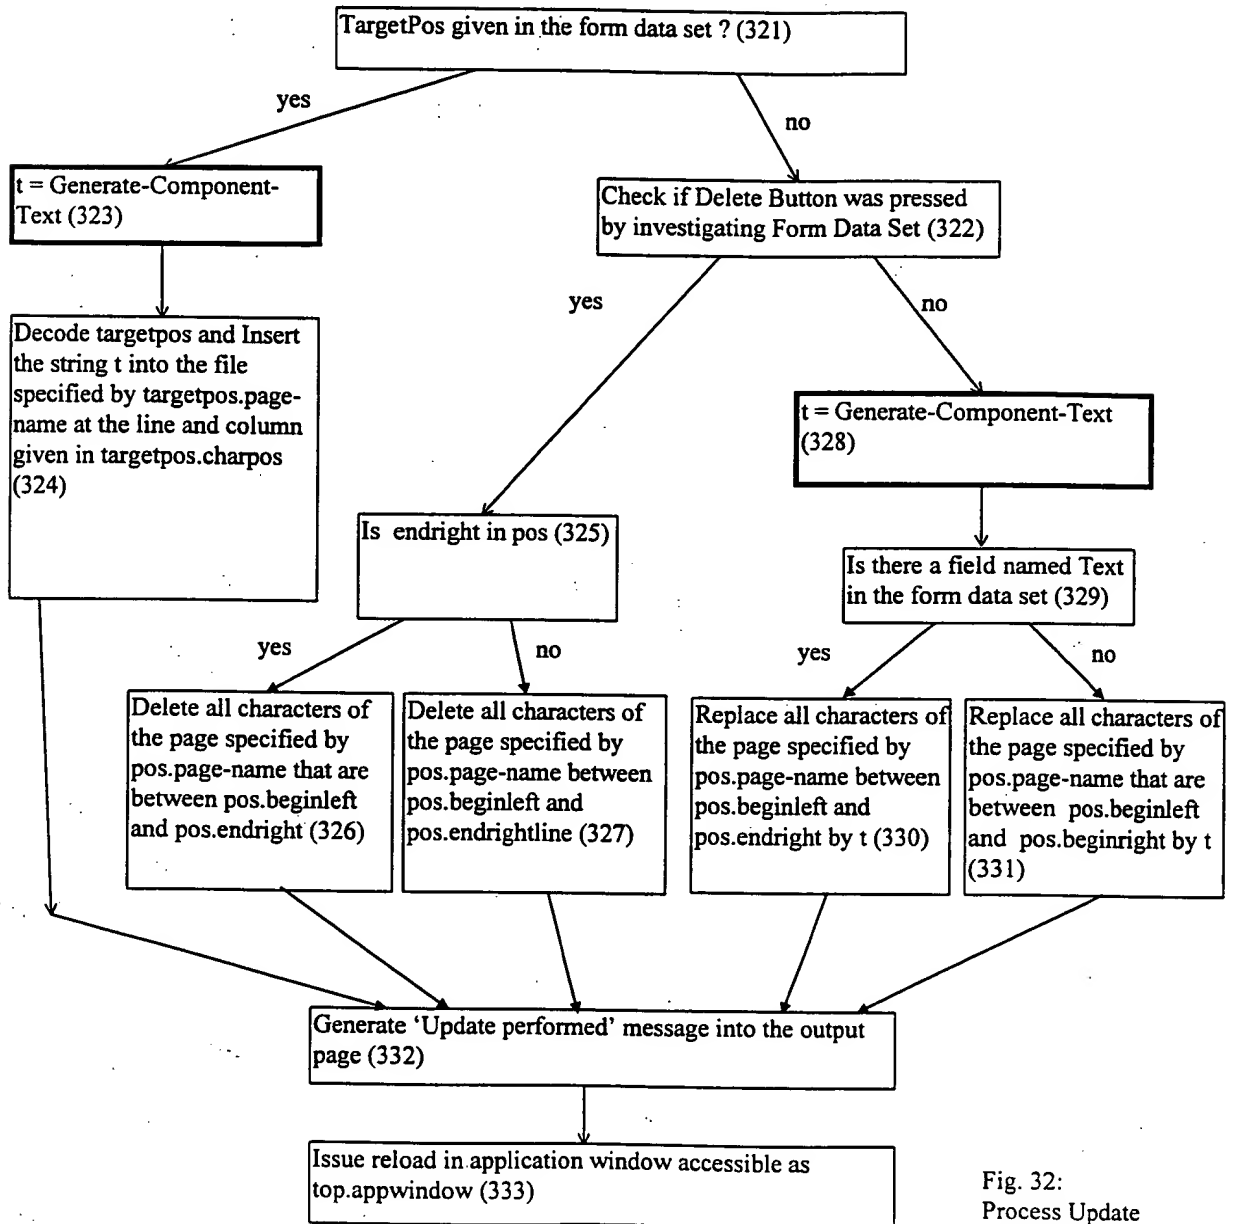 TargetPos given in the form data set ? (321)
yes
no
t = Generate-Component-
Text (323)
Check if Delete Button was pressed
by investigating Form Data Set (322)
yes
no
Decode targetpos and Insert
the string t into the file
specified by targetpos.page-
name at the line and column
given in targetpos.charpos
(324)
t = Generate-Component-Text
(328)
Is endright in pos (325)
Is there a field named Text
in the form data set (329)
yes
no
yes
no
Delete all characters of
the page specified by
pos.page-name that are
between pos.beginleft
and pos.endright (326)
Delete all characters of
the page specified by
pos.page-name between
pos.beginleft and
pos.endrightline (327)
Replace all characters of
the page specified by
pos.page-name between
pos.beginleft and
pos.endright by t (330)
Replace all characters of
the page specified by
pos.page-name that are
between pos.beginleft
and pos.beginright by t
(331)
Generate ‘Update performed’ message into the output
page (332)
Issue reload in application window accessible as
top.appwindow (333)
Fig. 32:
Process Update